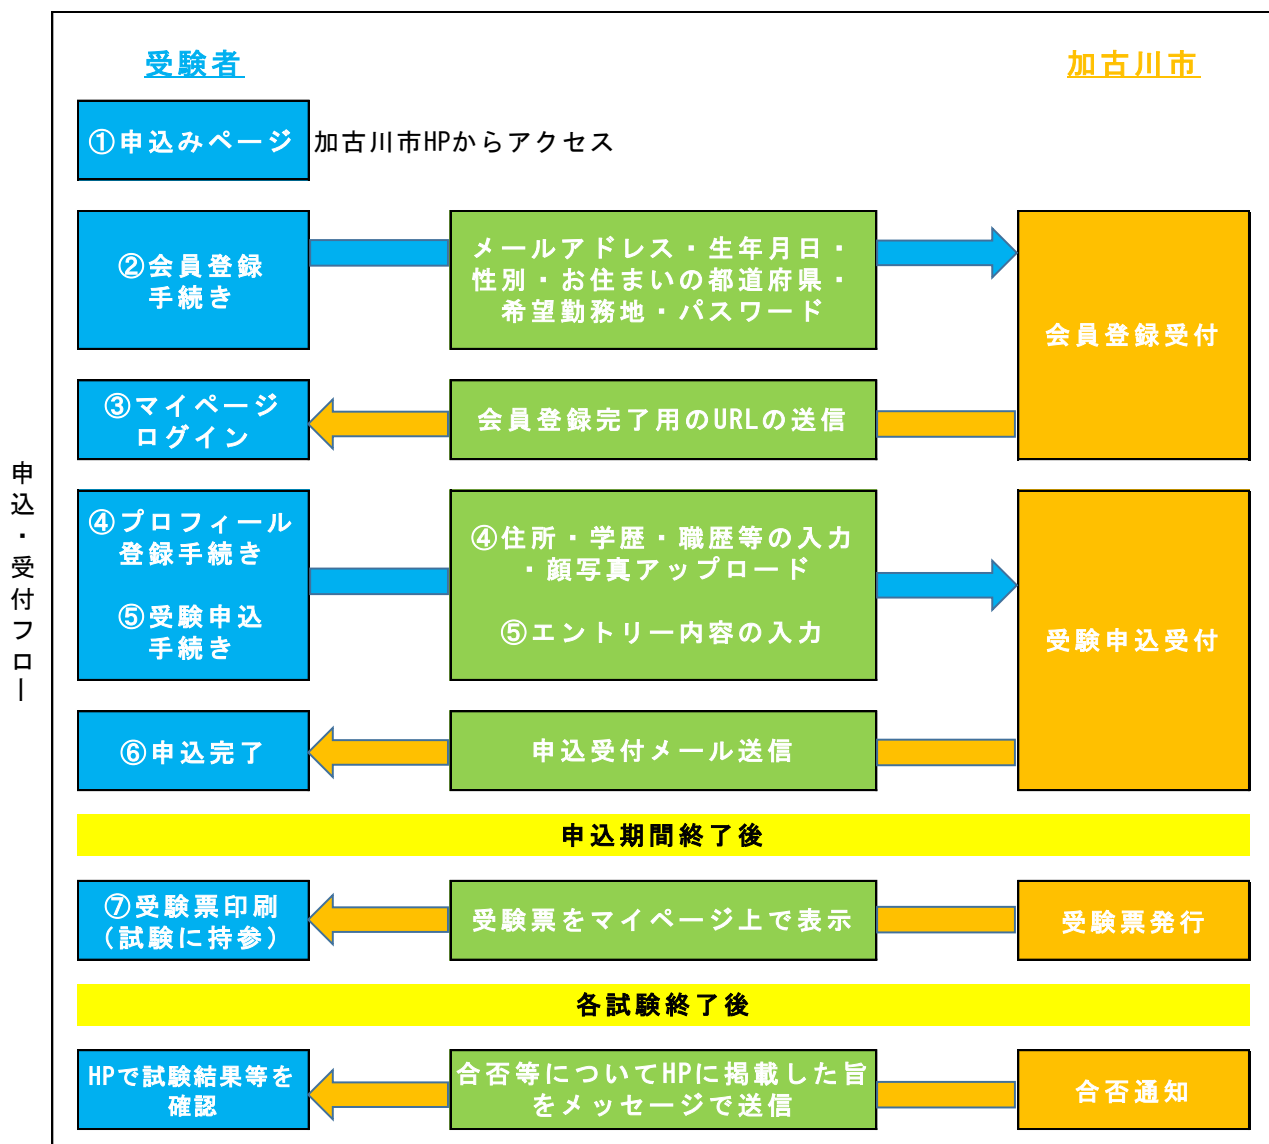 受験者
加古川市
①申込みページ
加古川市HPからアクセス
②会員登録
手続き
メールアドレス・生年月日・
性別・お住まいの都道府県・
希望勤務地・パスワード
会員登録受付
③マイページ
ログイン
会員登録完了用のURLの送信
申込・受付フロー
④プロフィール
登録手続き
⑤受験申込
手続き
④住所・学歴・職歴等の入力
・顔写真アップロード
⑤エントリー内容の入力
受験申込受付
⑥申込完了
申込受付メール送信
申込期間終了後
⑦受験票印刷
(試験に持参)
受験票をマイページ上で表示
受験票発行
各試験終了後
HPで試験結果等を
確認
合否等についてHPに掲載した旨
をメッセージで送信
合否通知